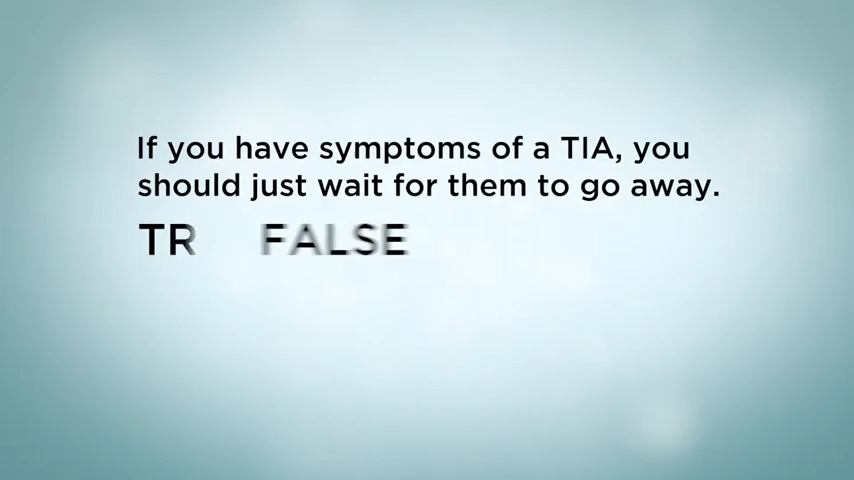 If you have symptoms of a TIA, you
should just wait for them to go away.
TR FALSE